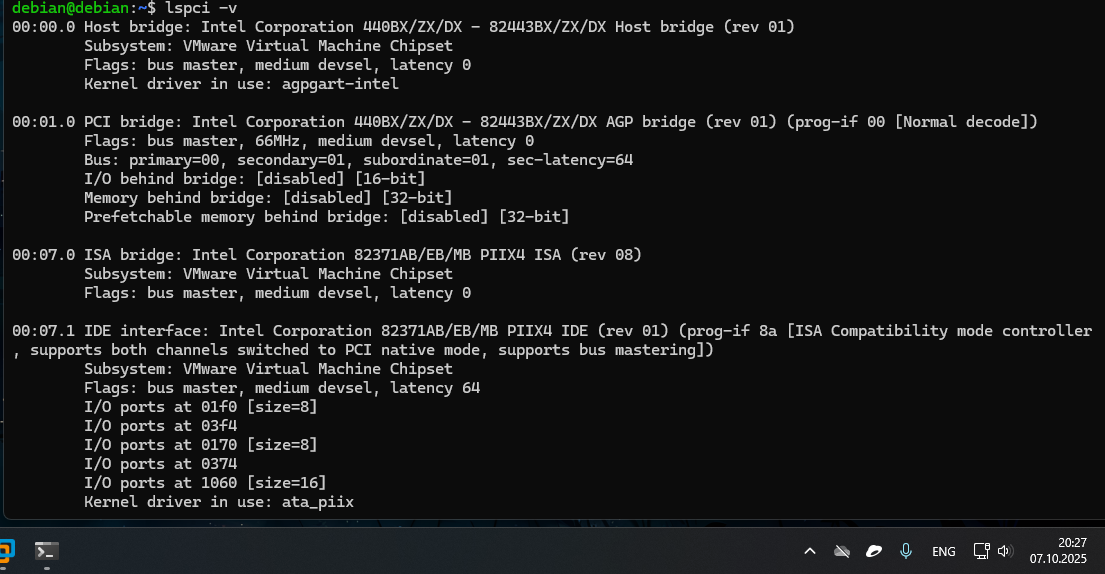 debian@debian:~$ lspci -v
00:00.0 Host bridge: Intel Corporation 440BX/ZX/DX - 82443BX/ZX/DX Host bridge (rev 01)
        Subsystem: VMware Virtual Machine Chipset
        Flags: bus master, medium devsel, latency 0
        Kernel driver in use: agpgart-intel

00:01.0 PCI bridge: Intel Corporation 440BX/ZX/DX - 82443BX/ZX/DX AGP bridge (rev 01) (prog-if 00 [Normal decode])
        Flags: bus master, 66MHz, medium devsel, latency 0
        Bus: primary=00, secondary=01, subordinate=01, sec-latency=64
        I/O behind bridge: [disabled] [16-bit]
        Memory behind bridge: [disabled] [32-bit]
        Prefetchable memory behind bridge: [disabled] [32-bit]

00:07.0 ISA bridge: Intel Corporation 82371AB/EB/MB PIIX4 ISA (rev 08)
        Subsystem: VMware Virtual Machine Chipset
        Flags: bus master, medium devsel, latency 0

00:07.1 IDE interface: Intel Corporation 82371AB/EB/MB PIIX4 IDE (rev 01) (prog-if 8a [ISA Compatibility mode controller
, supports both channels switched to PCI native mode, supports bus mastering])
        Subsystem: VMware Virtual Machine Chipset
        Flags: bus master, medium devsel, latency 64
        I/O ports at 01f0 [size=8]
        I/O ports at 03f4
        I/O ports at 0170 [size=8]
        I/O ports at 0374
        I/O ports at 1060 [size=16]
        Kernel driver in use: ata_piix
ENG
20:27
07.10.2025